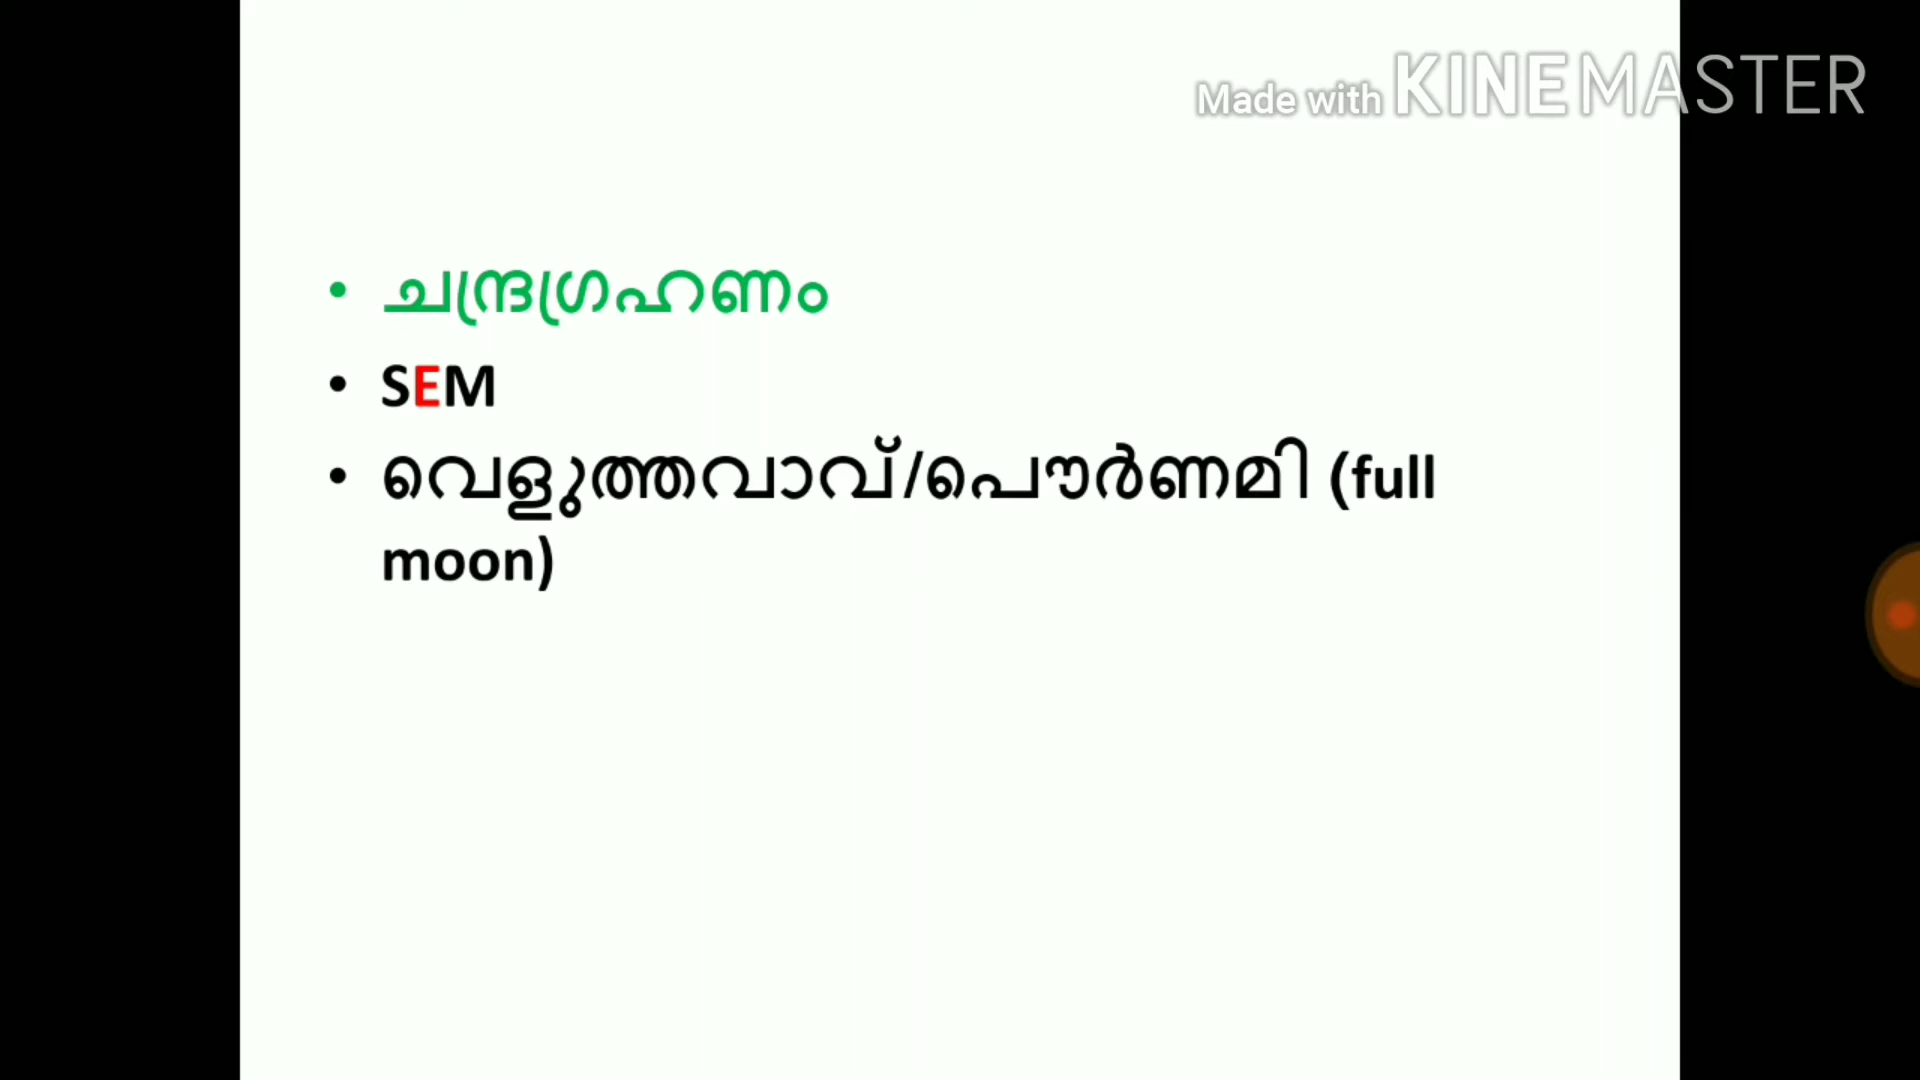 Made with KINEMASTER
• ചന്ദ്രഗ്രഹണം
• SEM
• വെളുത്തവാവ്/പൌർണമി (full
moon)